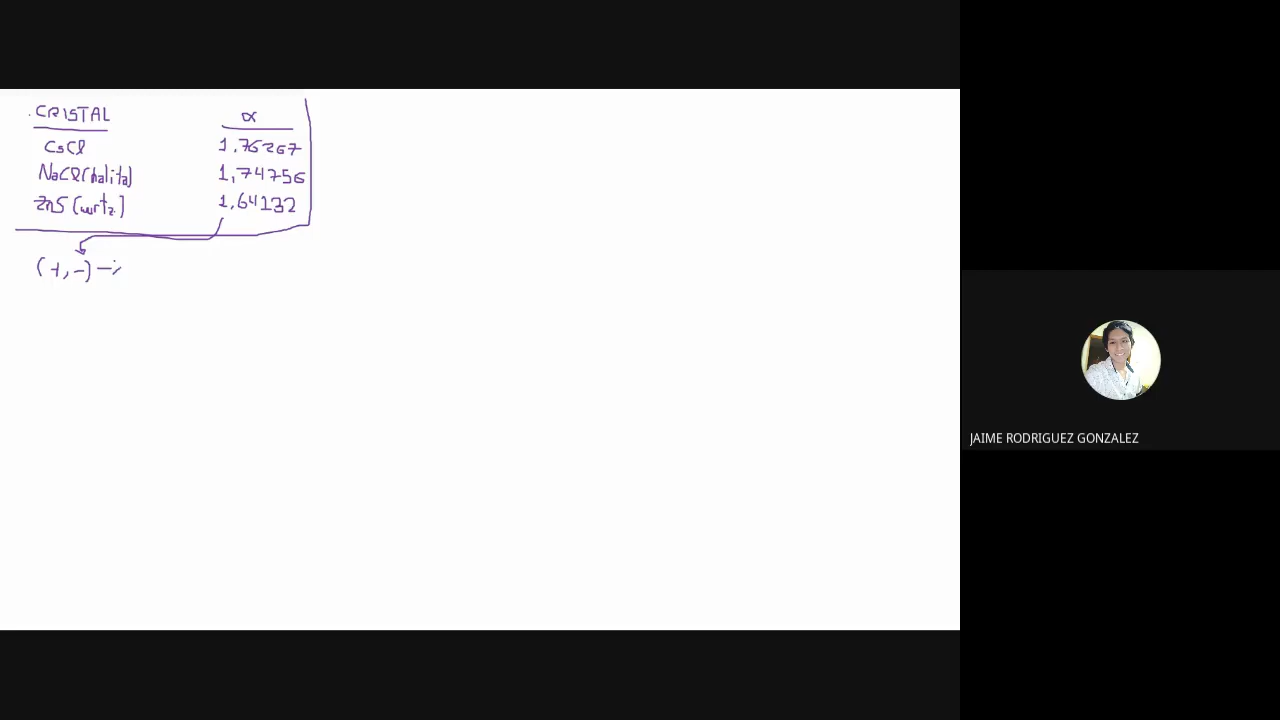 CRISTAL α
CsCl 1,76267
NaCl (halita) 1,74756
ZnS (wurtz.) 1,64132
(+,-)
JAIME RODRIGUEZ GONZALEZ